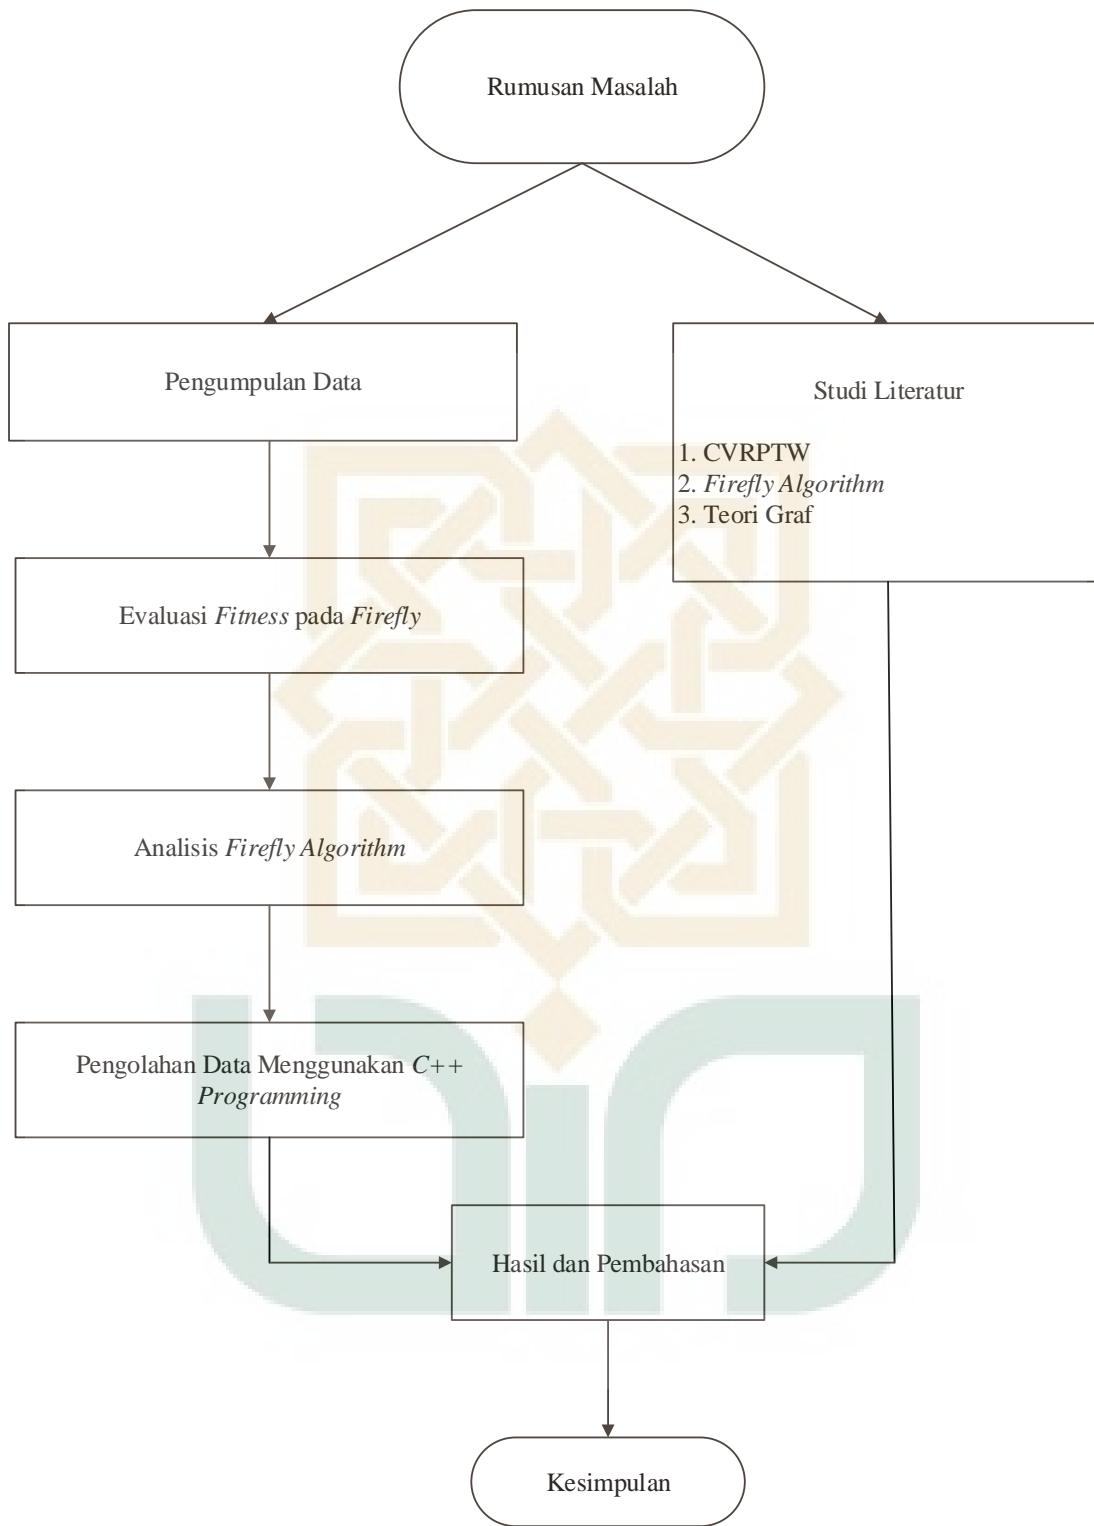 Rumusan Masalah
Pengumpulan Data
Studi Literatur
1. CVRPTW
2. Firefly Algorithm
3. Teori Graf
Evaluasi Fitness pada Firefly
Analisis Firefly Algorithm
Pengolahan Data Menggunakan C++
Programming
Hasil dan Pembahasan
Kesimpulan